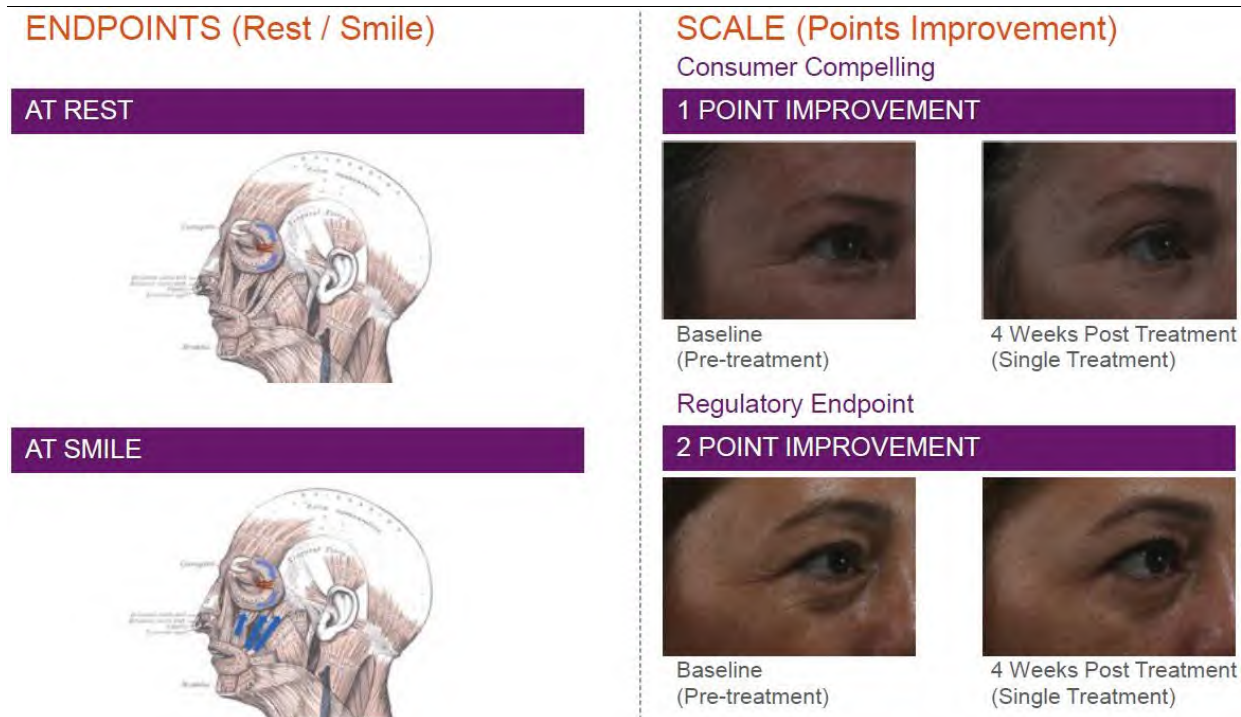 ENDPOINTS (Rest / Smile)
AT REST
AT SMILE
SCALE (Points Improvement)
Consumer Compelling
1 POINT IMPROVEMENT
Baseline
(Pre-treatment)
4 Weeks Post Treatment
(Single Treatment)
Regulatory Endpoint
2 POINT IMPROVEMENT
Baseline
(Pre-treatment)
4 Weeks Post Treatment
(Single Treatment)